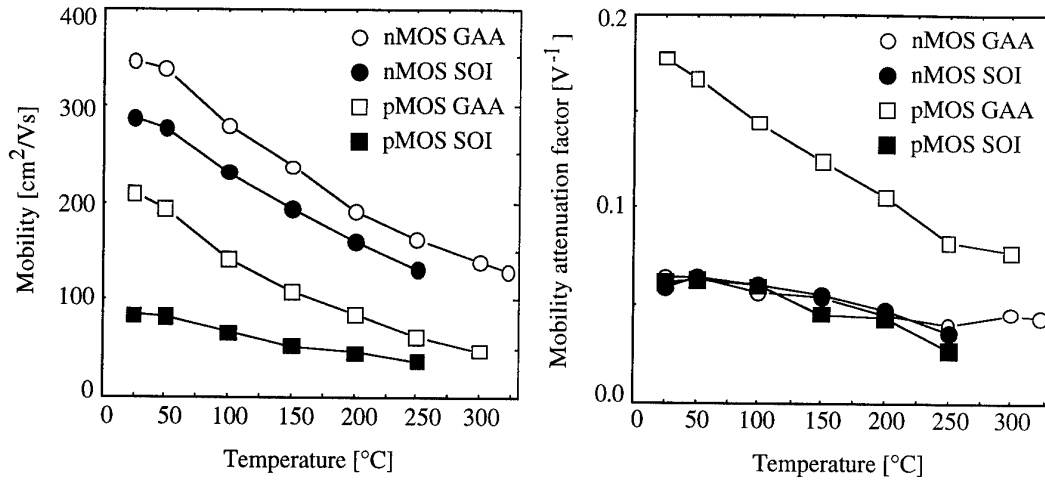 400
300
200
100
0
Mobility [cm²/Vs]
nMOS GAA
nMOS SOI
pMOS GAA
pMOS SOI
0 50 100 150 200 250 300
Temperature [°C]
0.2
0.1
0.0
Mobility attenuation factor [V⁻¹]
nMOS GAA
nMOS SOI
pMOS GAA
pMOS SOI
0 50 100 150 200 250 300
Temperature [°C]